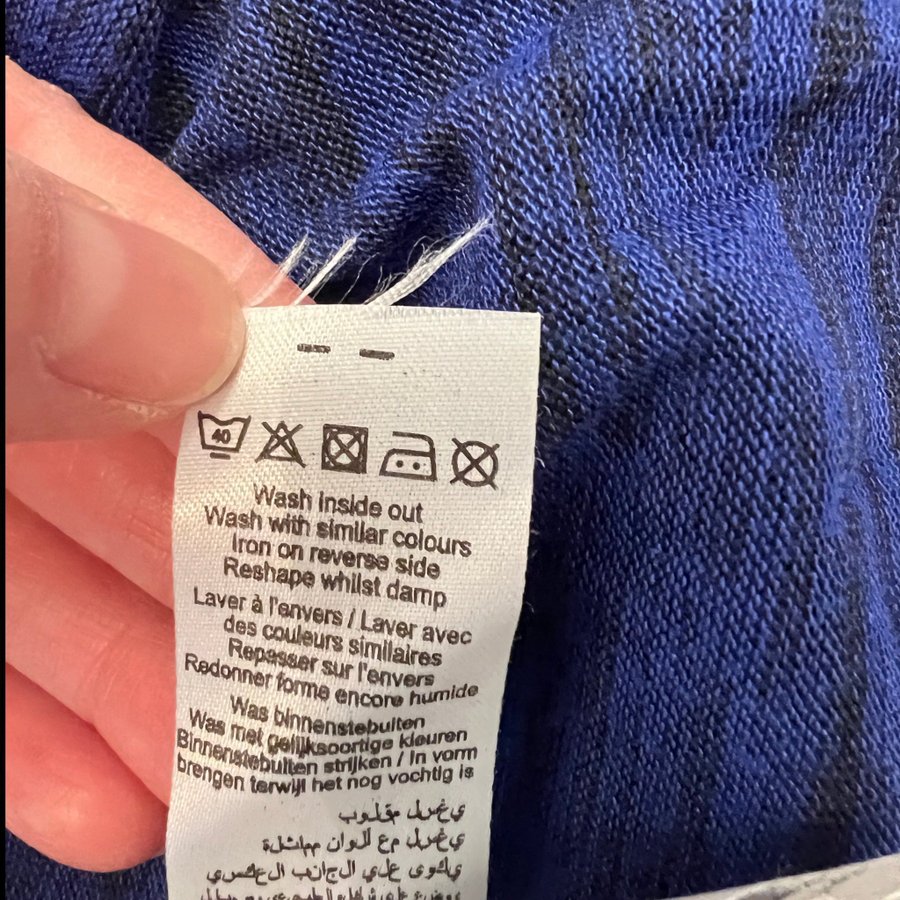 40
Wash inside out
Wash with similar colours
Iron on reverse side
Reshape whilst damp
Laver à l'envers / Laver avec
des couleurs similaires
Repasser sur l'envers
Redonner forme encore humide
Was binnenstebuiten
Was met gelijksoortige kleuren
Binnenstebuiten strijken / In vorm
brengen terwijl het nog vochtig is
يغسل مقلوب
يغسل مع الوان مماثلة
يكوى علي الجانب العكسي